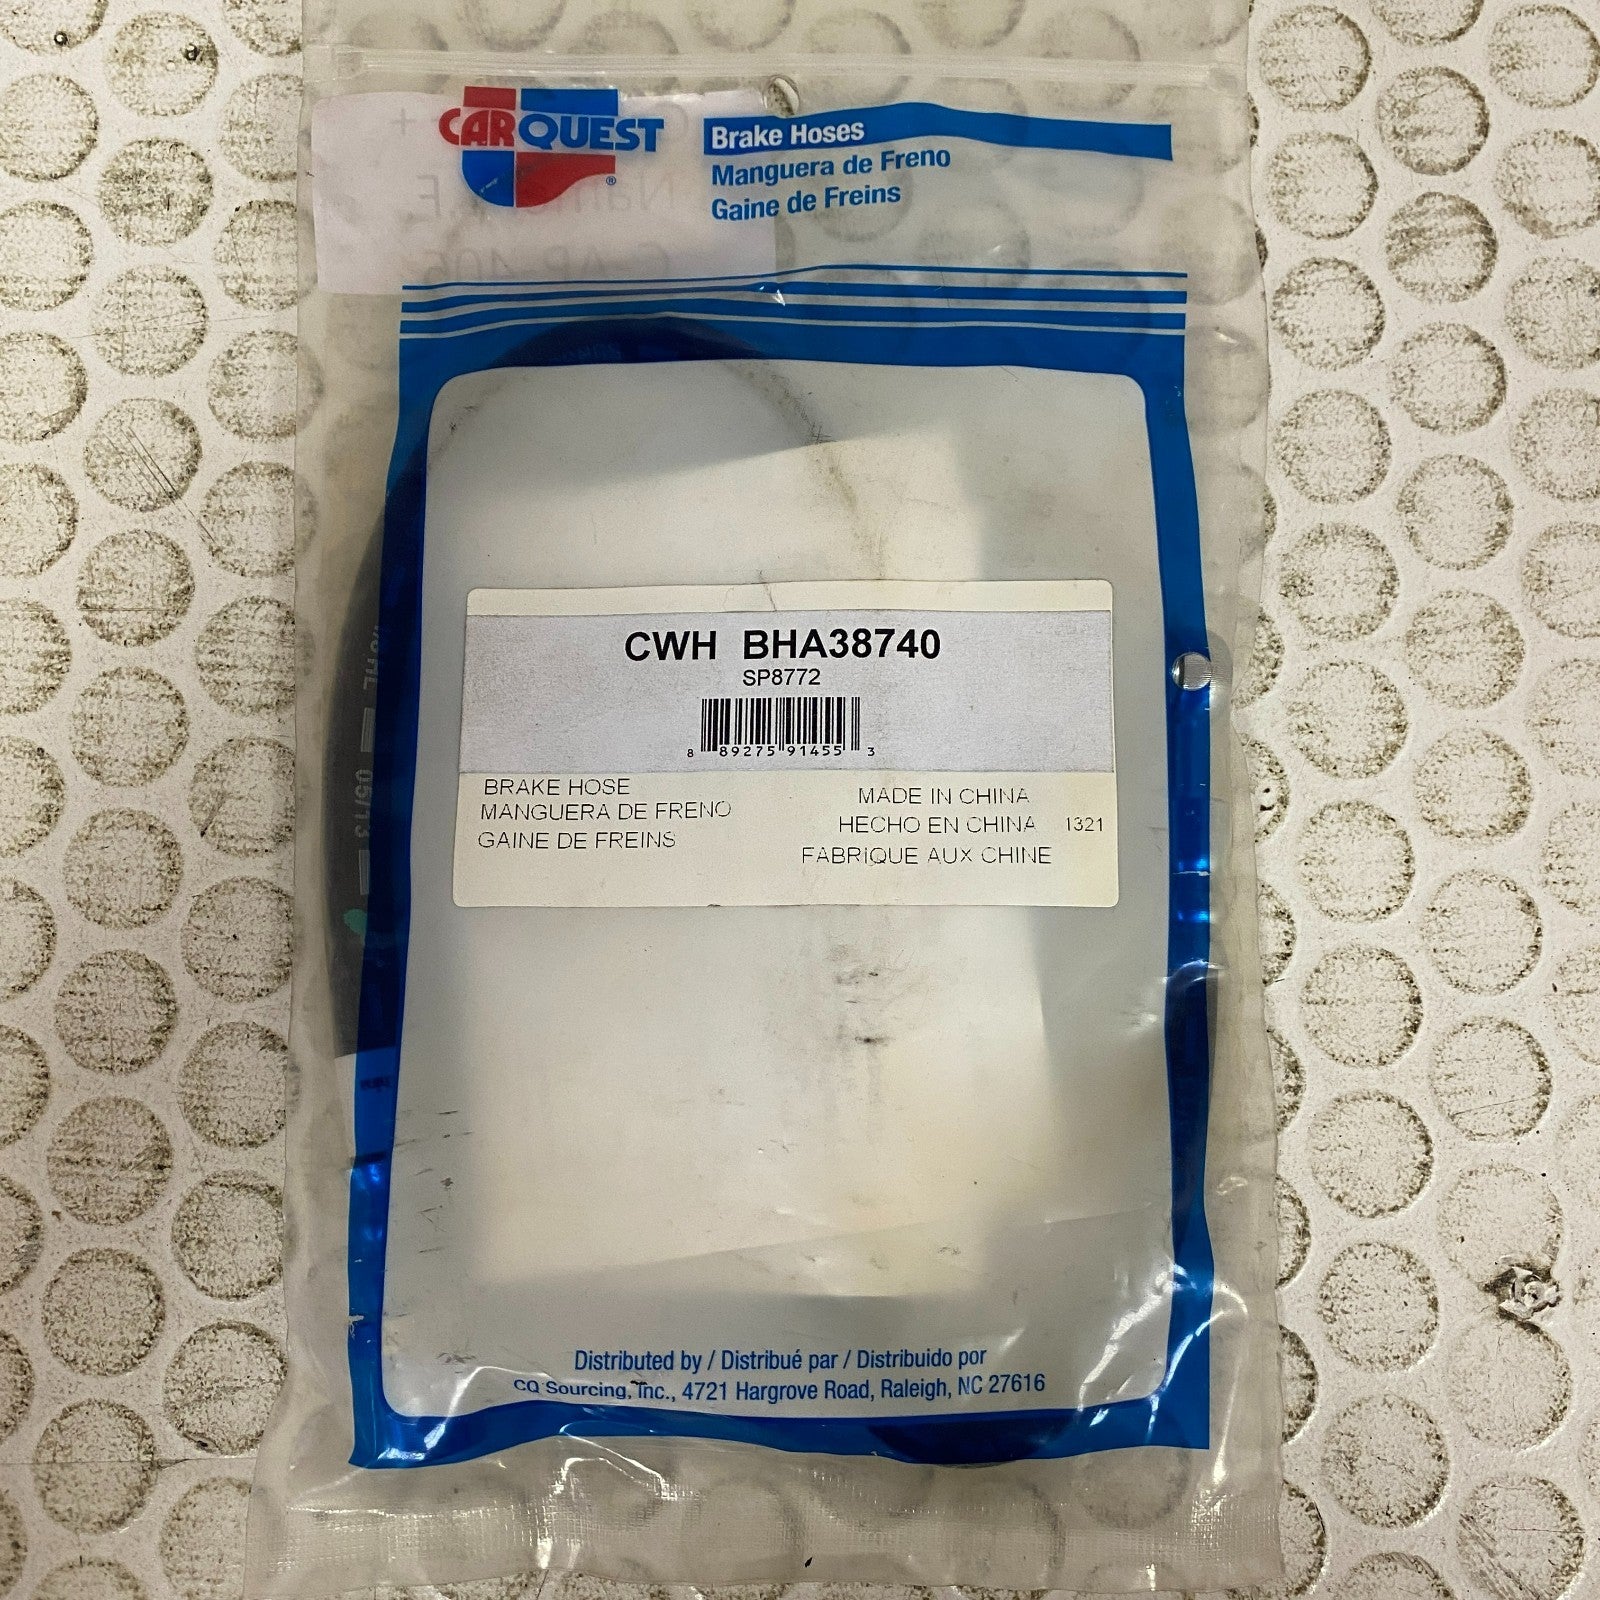 CARQUEST
®
Brake Hoses
Manguera de Freno
Gaine de Freins
CWH BHA38740
SP8772
8 89275 91455 3
BRAKE HOSE
MANGUERA DE FRENO
GAINE DE FREINS
MADE IN CHINA
HECHO EN CHINA 1321
FABRIQUE AUX CHINE
05/13
Distributed by / Distribué par / Distribuido por
CQ Sourcing, Inc., 4721 Hargrove Road, Raleigh, NC 27616